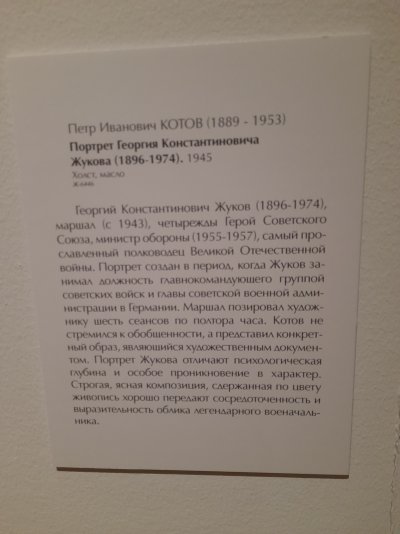 Петр Иванович КОТОВ (1889 - 1953)
Портрет Георгия Константиновича
Жукова (1896-1974). 1945
Холст, масло
Ж-6446
Георгий Константинович Жуков (1896-1974),
маршал (с 1943), четырежды Герой Советского
Союза, министр обороны (1955-1957), самый про-
славленный полководец Великой Отечественной
войны. Портрет создан в период, когда Жуков за-
нимал должность главнокомандующего группой
советских войск и главы советской военной адми-
нистрации в Германии. Маршал позировал худож-
нику шесть сеансов по полтора часа. Котов не
стремился к обобщенности, а представил конкрет-
ный образ, являющийся художественным докумен-
том. Портрет Жукова отличают психологическая
глубина и особое проникновение в характер.
Строгая, ясная композиция, сдержанная по цвету
живопись хорошо передают сосредоточенность и
выразительность облика легендарного военачаль-
ника.